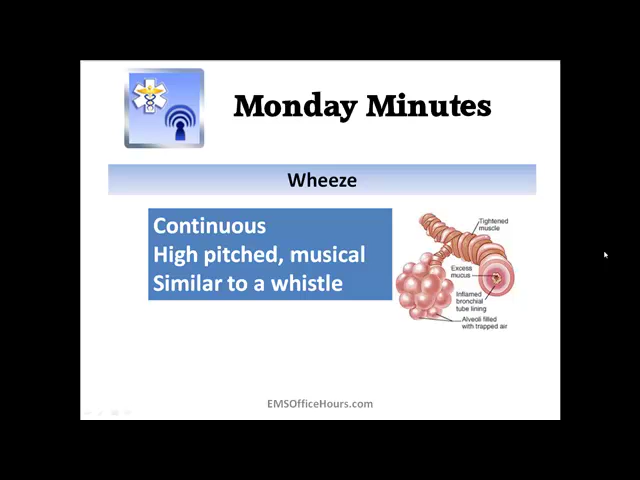 Monday Minutes
Wheeze
Continuous
High pitched, musical
Similar to a whistle
Tightened
muscle
Excess
mucus
Inflamed
bronchial
tube lining
Alveoli filled
with trapped air
EMSOfficeHours.com